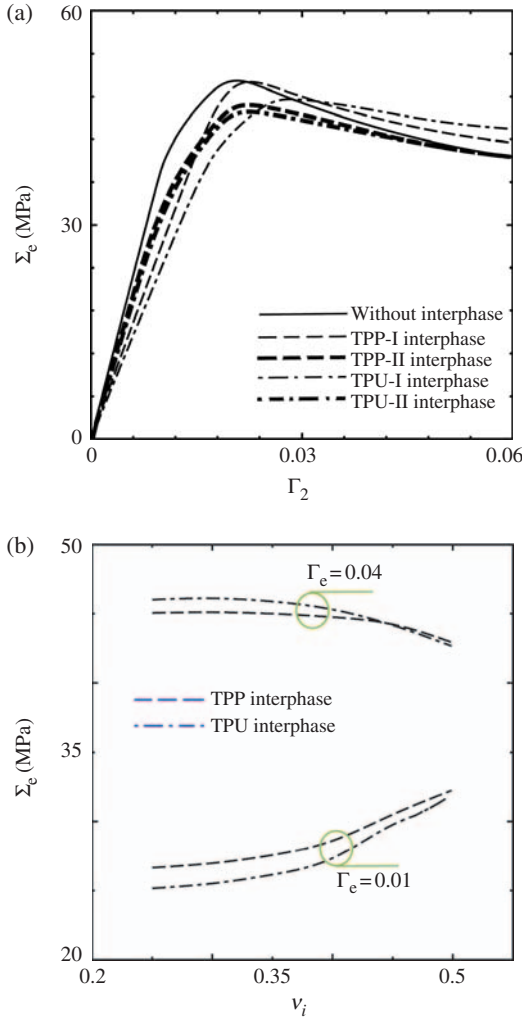 (a)
60
30
0
Σe (MPa)
Without interphase
TPP-I interphase
TPP-II interphase
TPU-I interphase
TPU-II interphase
0
0.03
0.06
Γ2
(b)
50
35
20
Σe (MPa)
Γe = 0.04
TPP interphase
TPU interphase
Γe = 0.01
0.2
0.35
0.5
νi